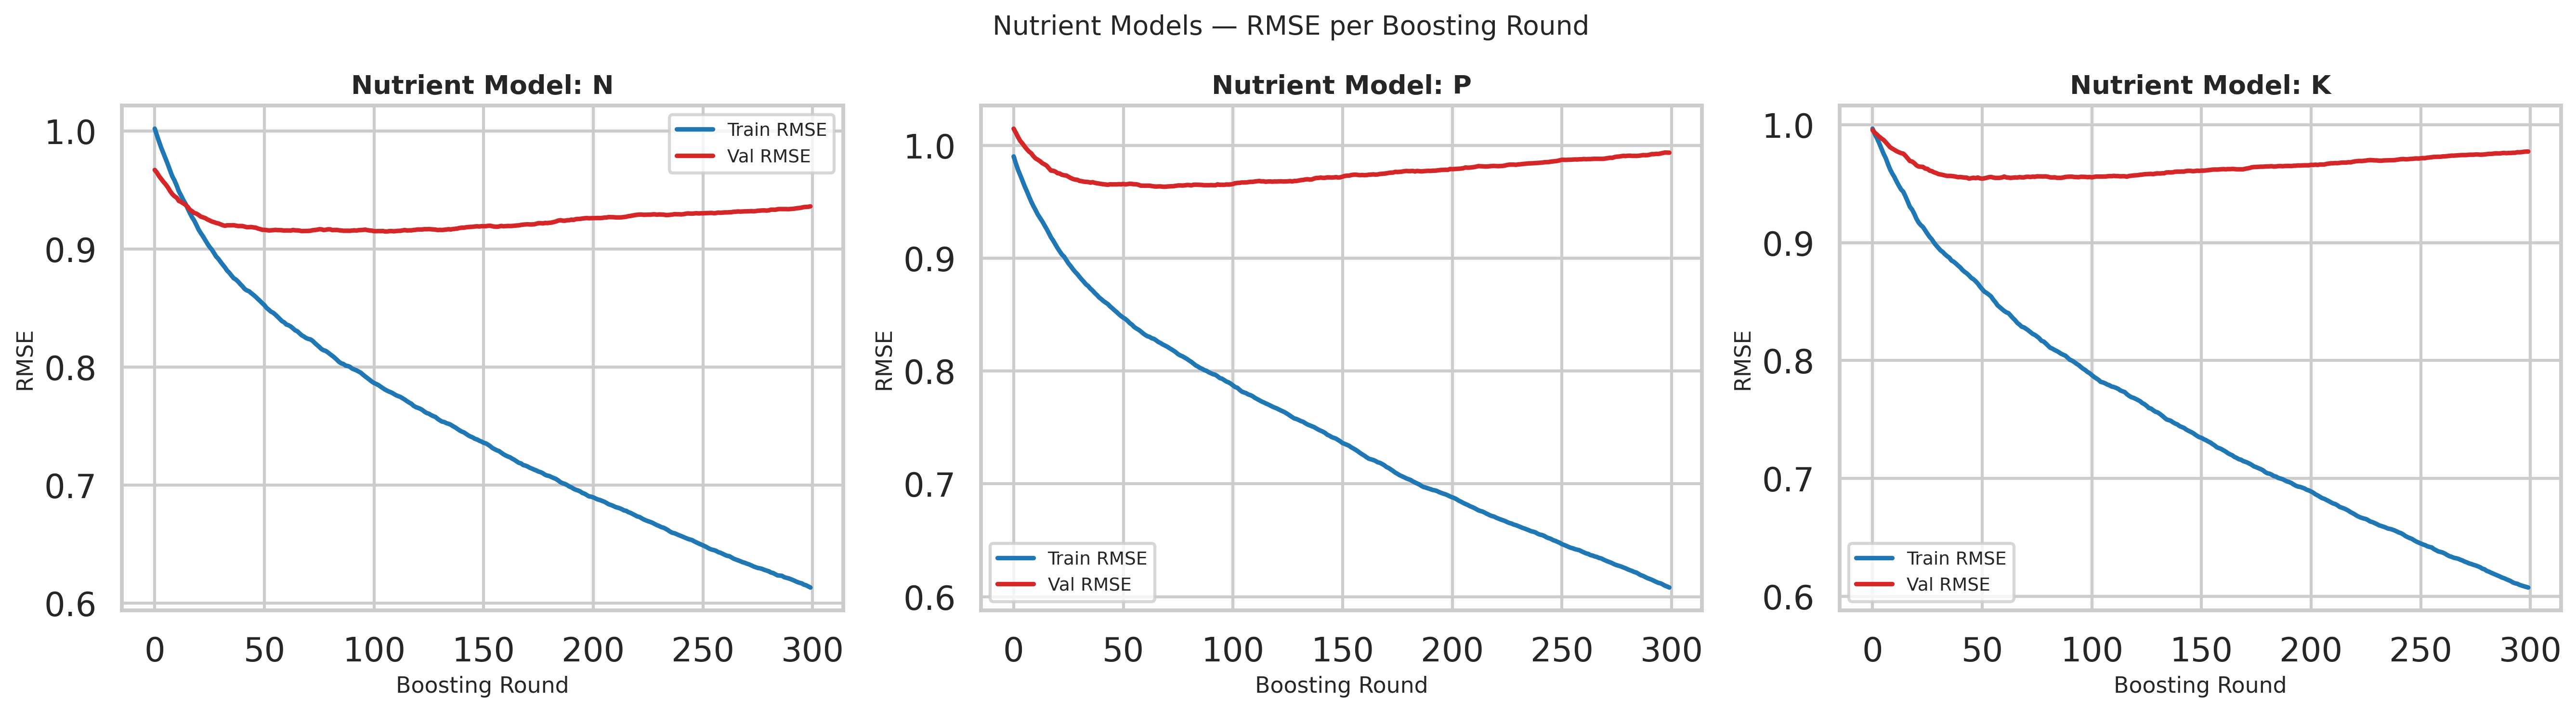 Nutrient Models — RMSE per Boosting Round
Nutrient Model: N
RMSE
1.0
0.9
0.8
0.7
0.6
Train RMSE
Val RMSE
0 50 100 150 200 250 300
Boosting Round
Nutrient Model: P
RMSE
1.0
0.9
0.8
0.7
0.6
Train RMSE
Val RMSE
0 50 100 150 200 250 300
Boosting Round
Nutrient Model: K
RMSE
1.0
0.9
0.8
0.7
0.6
Train RMSE
Val RMSE
0 50 100 150 200 250 300
Boosting Round